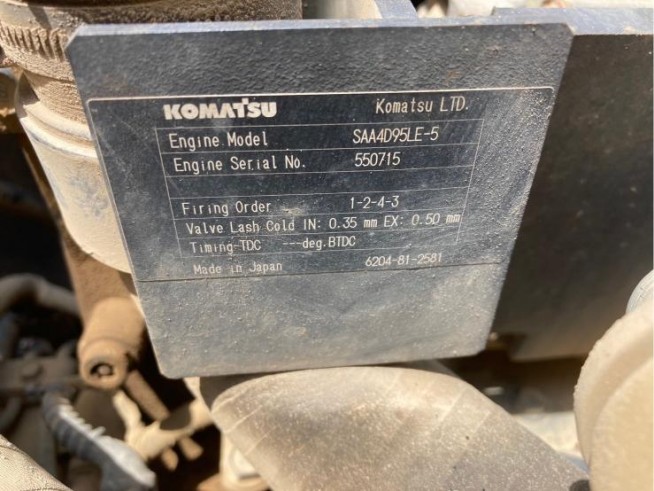 KOMATSU Komatsu LTD.
Engine Model SAA4D95LE-5
Engine Serial No. 550715
Firing Order 1-2-4-3
Valve Lash Cold IN: 0.35 mm EX: 0.50 mm
Timing-TDC ---deg.BTDC
Made in Japan 6204-81-2581